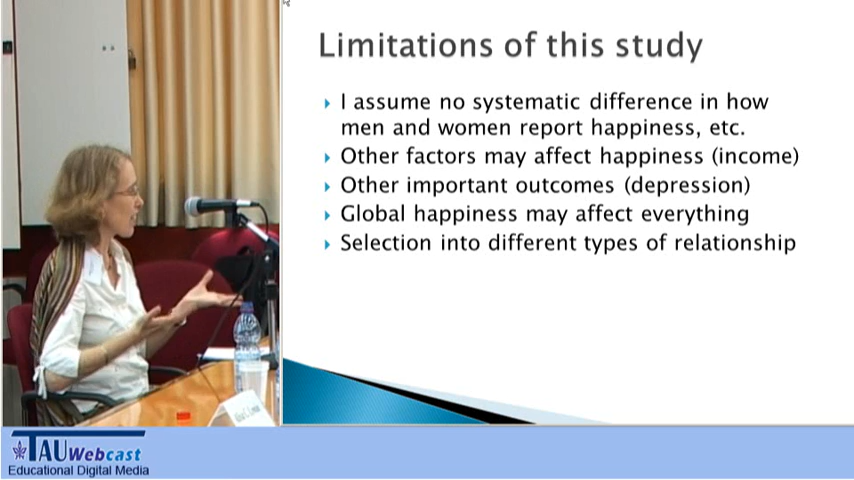 Limitations of this study
I assume no systematic difference in how
men and women report happiness, etc.
Other factors may affect happiness (income)
Other important outcomes (depression)
Global happiness may affect everything
Selection into different types of relationship
TAU Webcast
Educational Digital Media